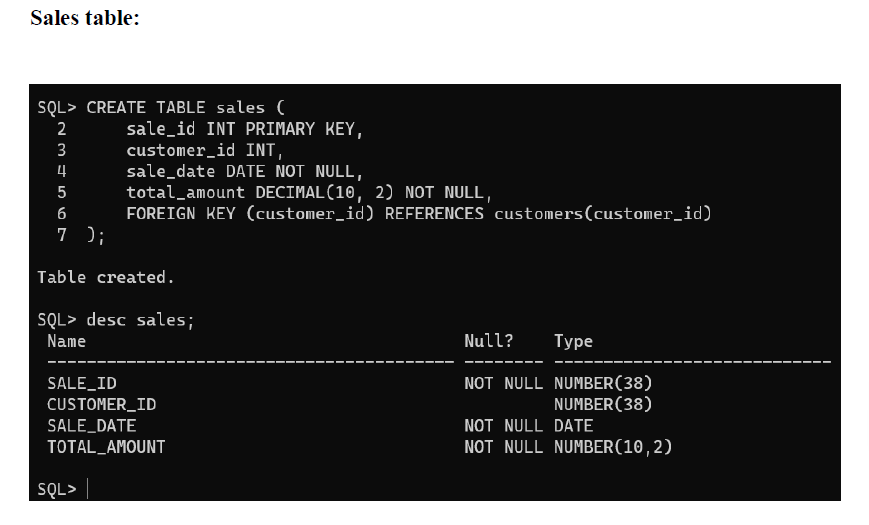 Sales table:
SQL> CREATE TABLE sales (
  2      sale_id INT PRIMARY KEY,
  3      customer_id INT,
  4      sale_date DATE NOT NULL,
  5      total_amount DECIMAL(10, 2) NOT NULL,
  6      FOREIGN KEY (customer_id) REFERENCES customers(customer_id)
  7  );
Table created.
SQL> desc sales;
 Name                                      Null?    Type
 ----------------------------------------- -------- ----------------------------
 SALE_ID                                   NOT NULL NUMBER(38)
 CUSTOMER_ID                                        NUMBER(38)
 SALE_DATE                                 NOT NULL DATE
 TOTAL_AMOUNT                              NOT NULL NUMBER(10,2)
SQL>